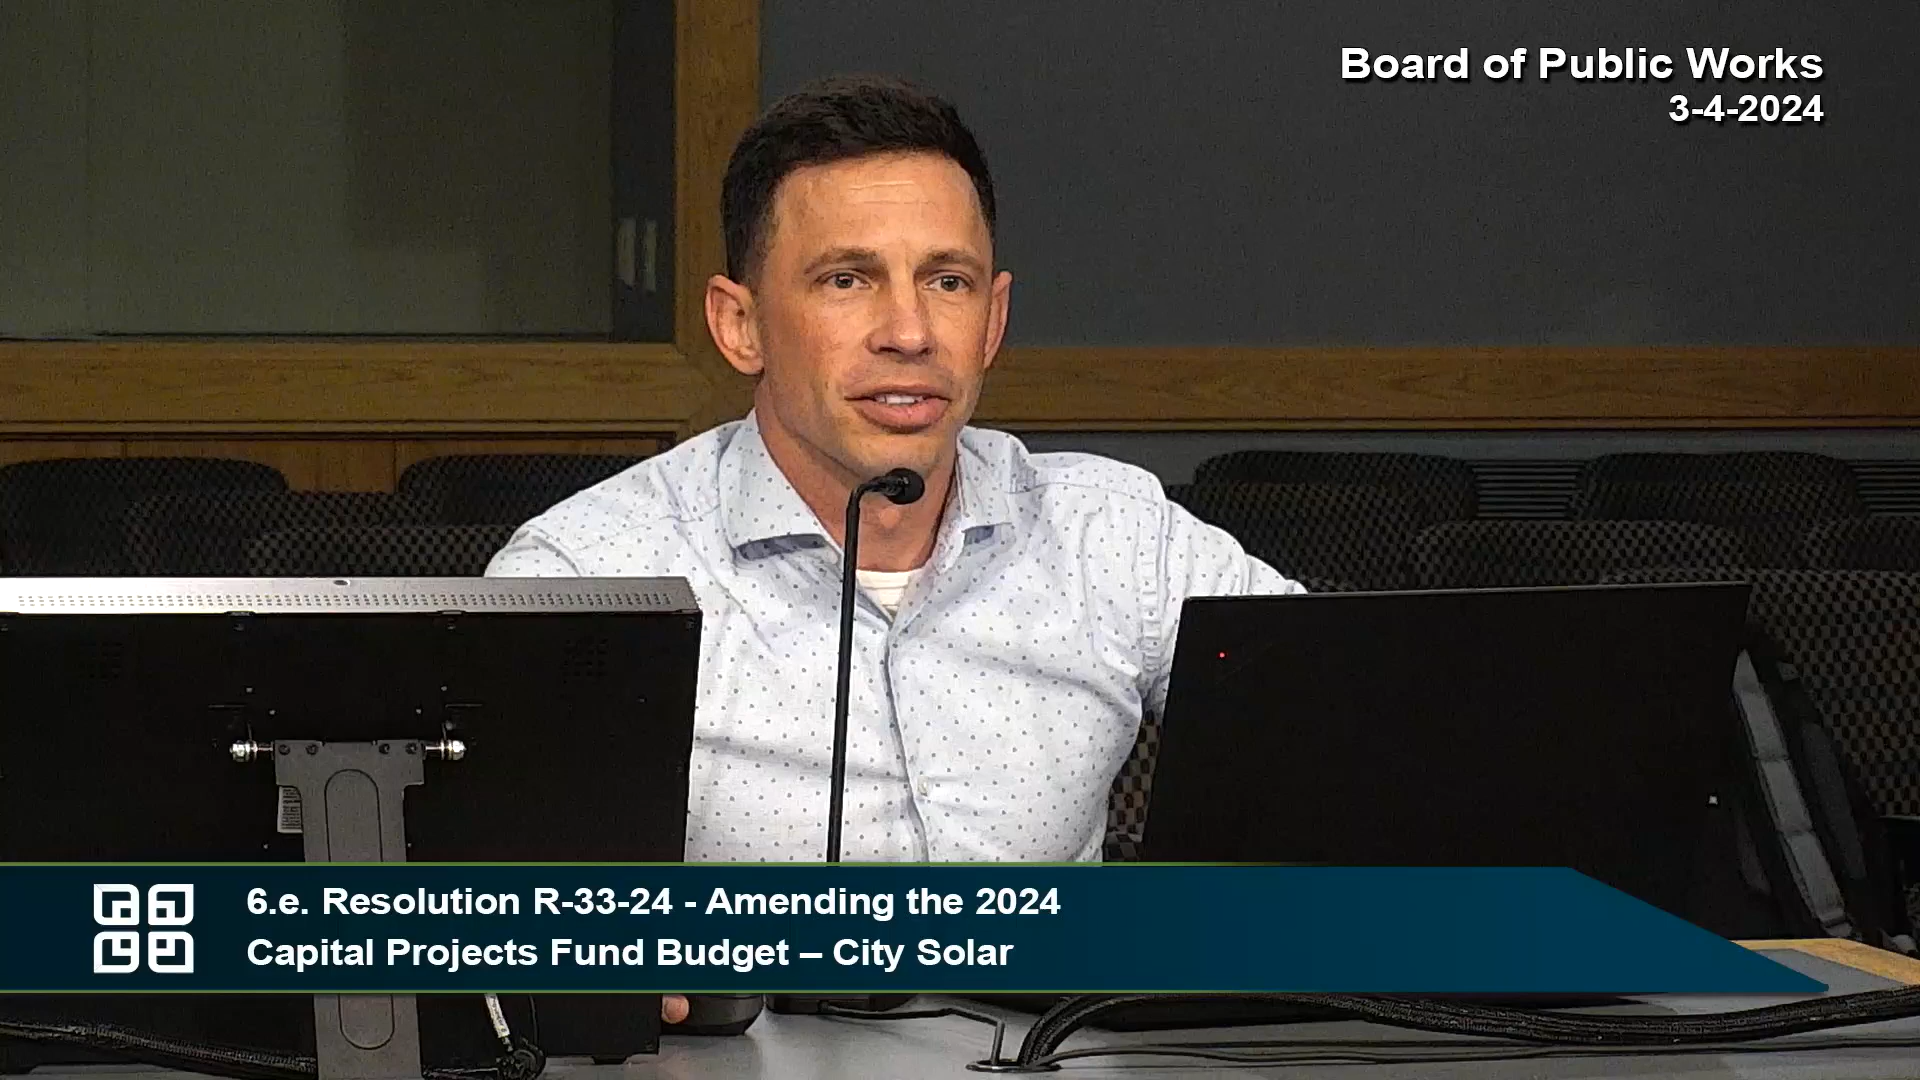 Board of Public Works
3-4-2024
6.e. Resolution R-33-24 - Amending the 2024
Capital Projects Fund Budget – City Solar